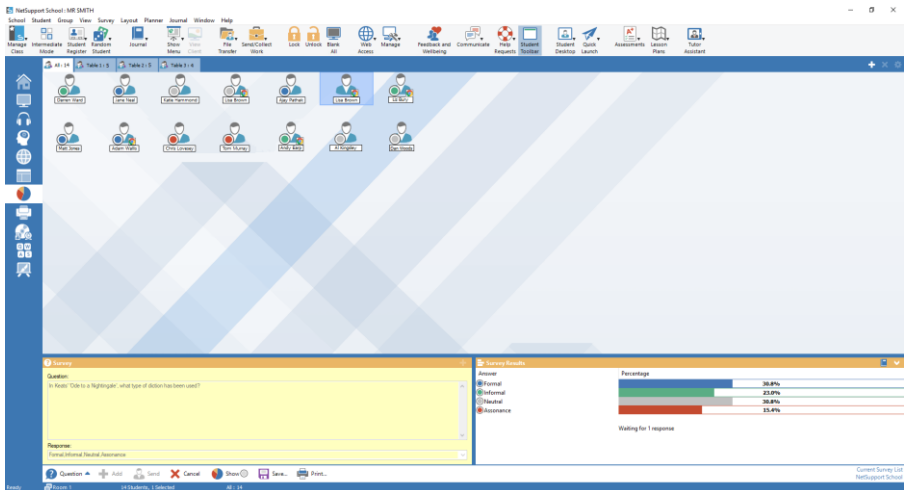 NetSupport School - MR SMITH
School Student Group View Survey Layout Planner Journal Window Help
Manage Class
Intermediate Mode
Student Register
Random Student
Journal
Show Menu
View Client
File Transfer
Send/Collect Work
Lock
Unlock
Blank All
Web Access
Manage
Feedback and Wellbeing
Communicate
Help Requests
Student Toolbar
Student Desktop
Quick Launch
Assessments
Lesson Plans
Tutor Assistant
All : 14 Table 1 : 5 Table 2 : 5 Table 3 : 4
Darren Ward Jane Neal Kate Hammond Lisa Brown Ajay Pathak Lisa Brown
Matt Jones Adam Watts Chris Loveray Tom Murray Andy Bass Al Kingsley Dan Woods
Survey
Question:
In Keats' 'Ode to a Nightingale', what type of diction has been used?
Response:
Formal,Informal,Neutral,Assonance
Survey Results
Answer Percentage
Formal 30.8%
Informal 23.0%
Neutral 30.8%
Assonance 15.4%
Waiting for 1 response
Question Add Send Cancel Show Save... Print...
Current Survey List
NetSupport School
Ready Room 1 14 Students, 1 Selected All : 14